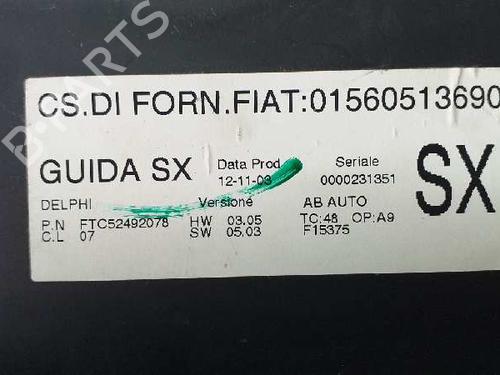 B-PARTS
CS.DI FORN.FIAT:01560513690
GUIDA SX
Data Prod
12-11-03
Seriale
0000231351
SX
DELPHI
Versione
AB AUTO
P.N FTC52492078
HW 03.05
TC:48 OP:A9
C.L 07
SW 05.03
F15375